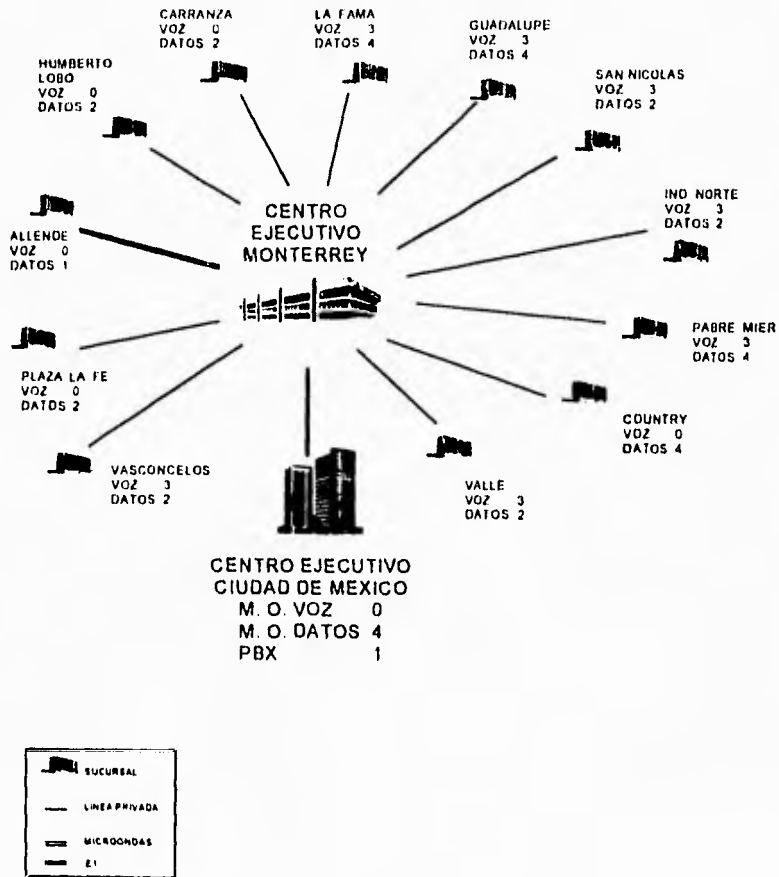 CARRANZA
VOZ 0
DATOS 2
LA FAMA
VOZ 3
DATOS 4
GUADALUPE
VOZ 3
DATOS 4
HUMBERTO
LOBO
VOZ 0
DATOS 2
SAN NICOLAS
VOZ 3
DATOS 2
IND NORTE
VOZ 3
DATOS 2
CENTRO
EJECUTIVO
MONTERREY
ALLENDE
VOZ 0
DATOS 1
PABRE MIER
VOZ 3
DATOS 4
PLAZA LA FE
VOZ 0
DATOS 2
COUNTRY
VOZ 0
DATOS 4
VASCONCELOS
VOZ 3
DATOS 2
VALLE
VOZ 3
DATOS 2
CENTRO EJECUTIVO
CIUDAD DE MEXICO
M. O. VOZ 0
M. O. DATOS 4
PBX 1
SUCURSAL
LINEA PRIVADA
MICROONDAS
E1